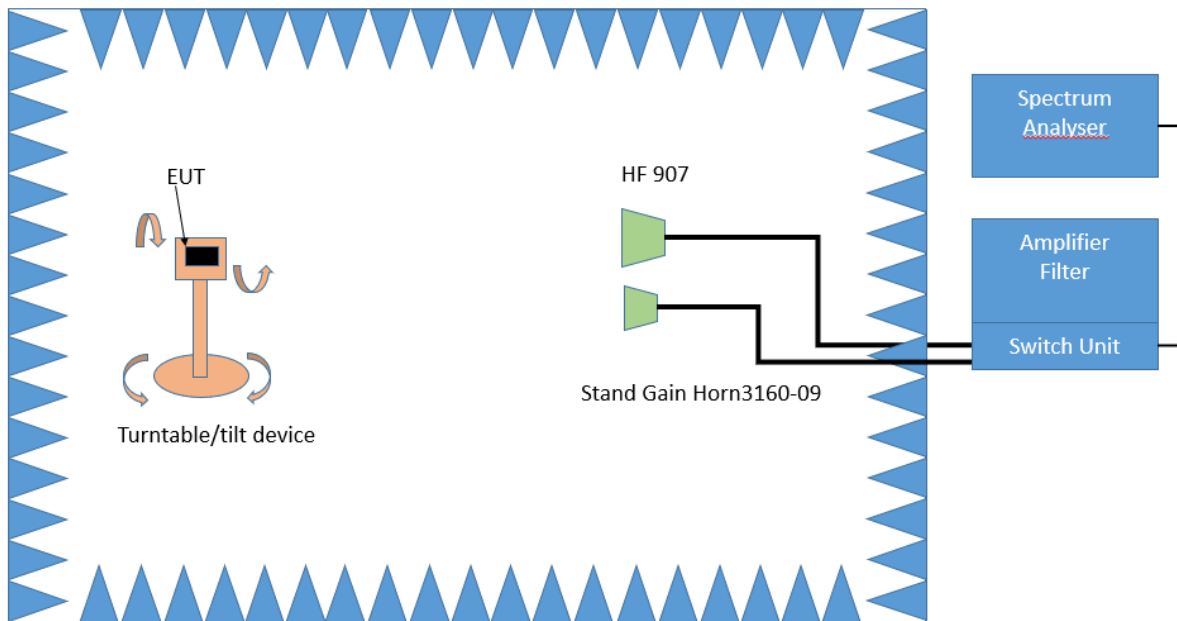 Spectrum
Analyser
EUT
HF 907
Amplifier
Filter
Switch Unit
Stand Gain Horn3160-09
Turntable/tilt device